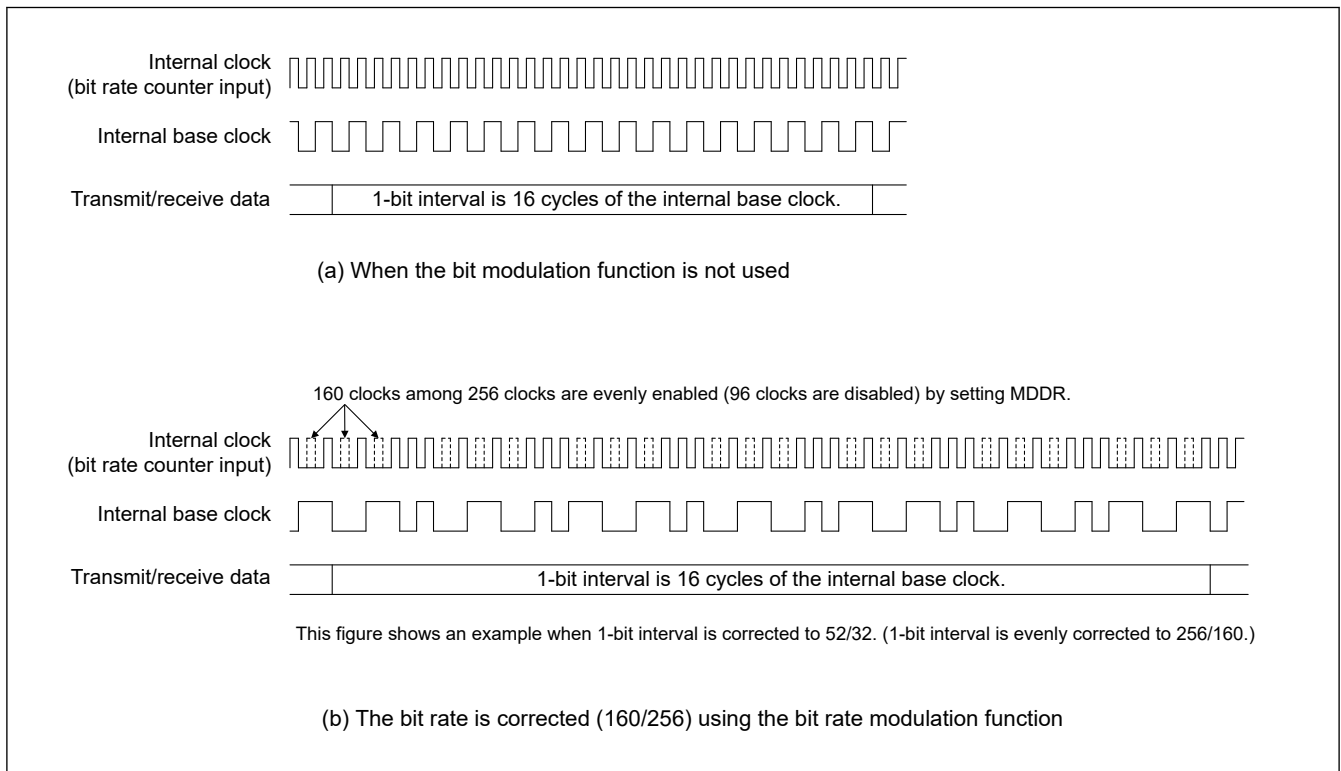 Internal clock
(bit rate counter input)
Internal base clock
Transmit/receive data
1-bit interval is 16 cycles of the internal base clock.
(a) When the bit modulation function is not used
160 clocks among 256 clocks are evenly enabled (96 clocks are disabled) by setting MDDR.
Internal clock
(bit rate counter input)
Internal base clock
Transmit/receive data
1-bit interval is 16 cycles of the internal base clock.
This figure shows an example when 1-bit interval is corrected to 52/32. (1-bit interval is evenly corrected to 256/160.)
(b) The bit rate is corrected (160/256) using the bit rate modulation function